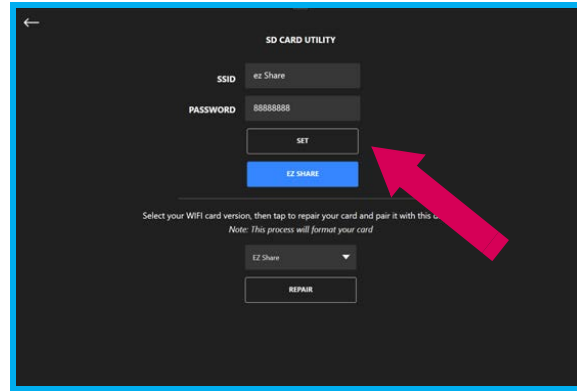 SD CARD UTILITY
SSID ez Share
PASSWORD 88888888
SET
EZ SHARE
Select your WIFI card version, then tap to repair your card and pair it with this
Note: This process will format your card
EZ Share
REPAIR